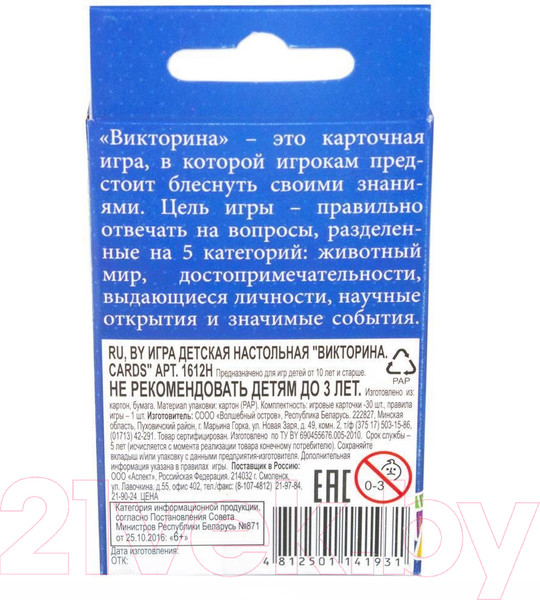 «Викторина» – это карточная
игра, в которой игрокам пред-
стоит блеснуть своими знани-
ями. Цель игры – правильно
отвечать на вопросы, разделен-
ные на 5 категорий: животный
мир, достопримечательности,
выдающиеся личности, научные
открытия и значимые события.
RU, BY ИГРА ДЕТСКАЯ НАСТОЛЬНАЯ "ВИКТОРИНА.
CARDS" АРТ. 1612Н Предназначено для игр детей от 10 лет и старше.
НЕ РЕКОМЕНДОВАТЬ ДЕТЯМ ДО 3 ЛЕТ. Изготовлено из:
картон, бумага. Материал упаковки: картон (PAP). Комплектность: игровые карточки -30 шт., правила
игры – 1 шт. Изготовитель: СООО «Волшебный остров», Республика Беларусь. 222827, Минская
область, Пуховичский район, г. Марьина Горка, ул. Новая Заря, д. 49, комн. 2, т/ф (375 17) 503-15-86,
(01713) 42-291. Товар сертифицирован. Изготовлено по ТУ BY 690455676.005-2010. Срок службы –
5 лет (исчисляется с момента реализации товара конечному потребителю). Сохраняйте
вкладыш и/или упаковку с данными предприятия-изготовителя. Дополнительная
информация указана в правилах игры. Поставщик в Россию:
ООО «Аспект», Российская Федерация. 214032 г. Смоленск,
ул. Лавочкина, д.55, офис 402, тел./факс (8-107-4812) 21-97-84,
21-90-24. ЦЕНА
PAP
EAC
0-3
Категория информационной продукции,
согласно Постановления Совета
Министров Республики Беларусь №871
от 25.10.2016: «6+»
Дата изготовления:
ОТК:
4 812501 141931
21vek.by